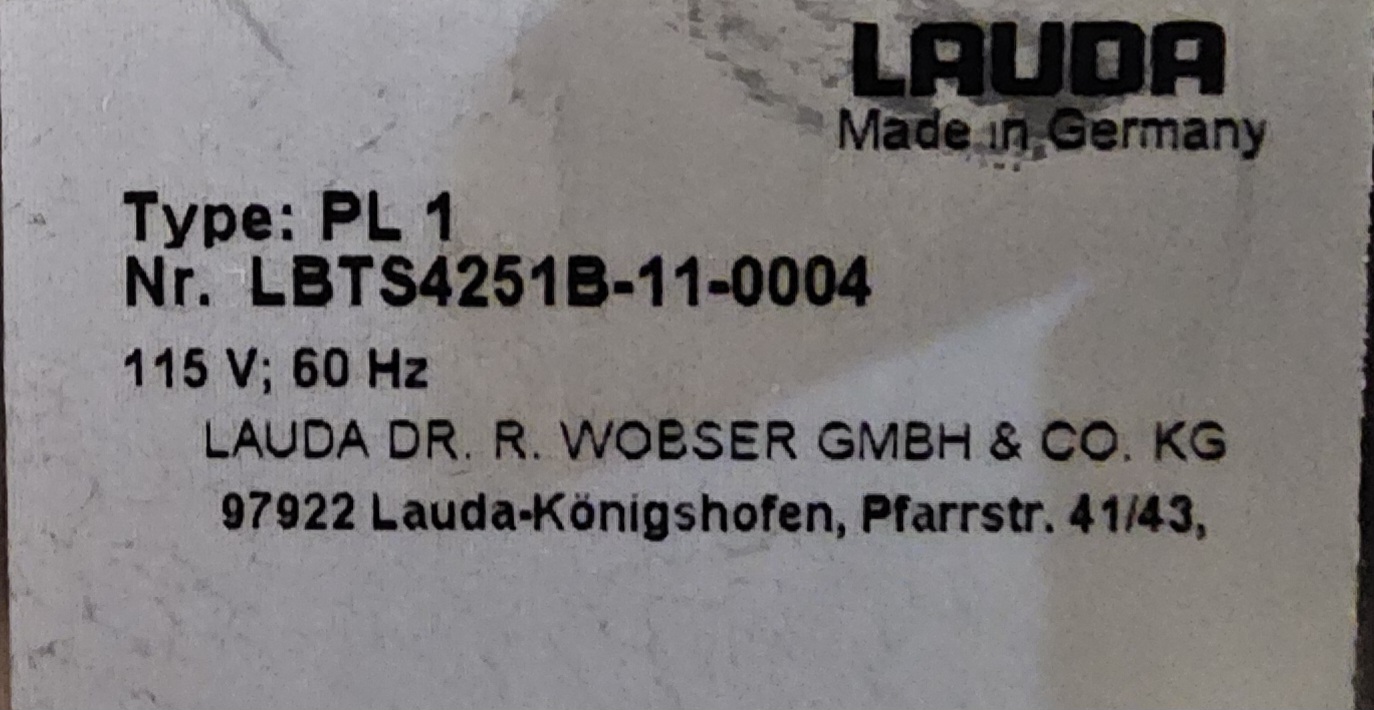 LAUDA
Made in Germany
Type: PL 1
Nr. LBTS4251B-11-0004
115 V; 60 Hz
LAUDA DR. R. WOBSER GMBH & CO. KG
97922 Lauda-Königshofen, Pfarrstr. 41/43,